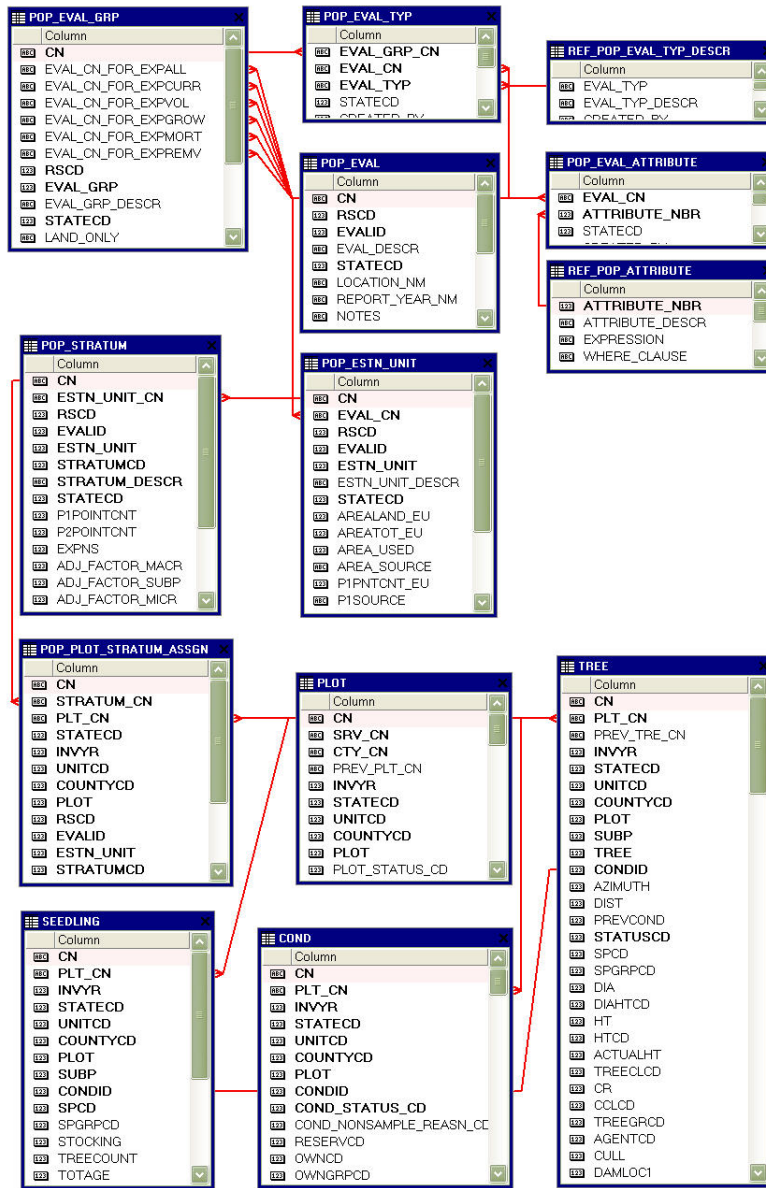 POP_EVAL_GRP
Column
CN
EVAL_CN_FOR_EXPALL
EVAL_CN_FOR_EXPCURR
EVAL_CN_FOR_EXPVOL
EVAL_CN_FOR_EXPGROW
EVAL_CN_FOR_EXPMORT
EVAL_CN_FOR_EXPREMV
RSCD
EVAL_GRP
EVAL_GRP_DESCR
STATECD
LAND_ONLY
POP_EVAL_TYP
Column
EVAL_GRP_CN
EVAL_CN
EVAL_TYP
STATECD
CREATED_BY
REF_POP_EVAL_TYP_DESCR
Column
EVAL_TYP
EVAL_TYP_DESCR
CREATED_BY
POP_EVAL
Column
CN
RSCD
EVALID
EVAL_DESCR
STATECD
LOCATION_NM
REPORT_YEAR_NM
NOTES
POP_EVAL_ATTRIBUTE
Column
EVAL_CN
ATTRIBUTE_NBR
STATECD
REF_POP_ATTRIBUTE
Column
ATTRIBUTE_NBR
ATTRIBUTE_DESCR
EXPRESSION
WHERE_CLAUSE
POP_STRATUM
Column
CN
ESTN_UNIT_CN
RSCD
EVALID
ESTN_UNIT
STRATUMCD
STRATUM_DESCR
STATECD
P1POINTCNT
P2POINTCNT
EXPNS
ADJ_FACTOR_MACR
ADJ_FACTOR_SUBP
ADJ_FACTOR_MICR
POP_ESTN_UNIT
Column
CN
EVAL_CN
RSCD
EVALID
ESTN_UNIT
ESTN_UNIT_DESCR
STATECD
AREALAND_EU
AREATOT_EU
AREA_USED
AREA_SOURCE
P1PNTCNT_EU
P1SOURCE
POP_PLOT_STRATUM_ASSGN
Column
CN
STRATUM_CN
PLT_CN
STATECD
INVYR
UNITCD
COUNTYCD
PLOT
RSCD
EVALID
ESTN_UNIT
STRATUMCD
PLOT
Column
CN
SRV_CN
CTY_CN
PREV_PLT_CN
INVYR
STATECD
UNITCD
COUNTYCD
PLOT
PLOT_STATUS_CD
TREE
Column
CN
PLT_CN
PREV_TRE_CN
INVYR
STATECD
UNITCD
COUNTYCD
PLOT
SUBP
TREE
CONDID
AZIMUTH
DIST
PREVCOND
STATUSCD
SPCD
SPGRPCD
DIA
DIAHTCD
HT
HTCD
ACTUALHT
TREECLCD
CR
CCLCD
TREEGRCD
AGENTCD
CULL
DAMLOC1
SEEDLING
Column
CN
PLT_CN
INVYR
STATECD
UNITCD
COUNTYCD
PLOT
SUBP
CONDID
SPCD
SPGRPCD
STOCKING
TREECOUNT
TOTAGE
COND
Column
CN
PLT_CN
INVYR
STATECD
UNITCD
COUNTYCD
PLOT
CONDID
COND_STATUS_CD
COND_NONSAMPLE_REASN_CD
RESERVCD
OWNCD
OWNGRPCD